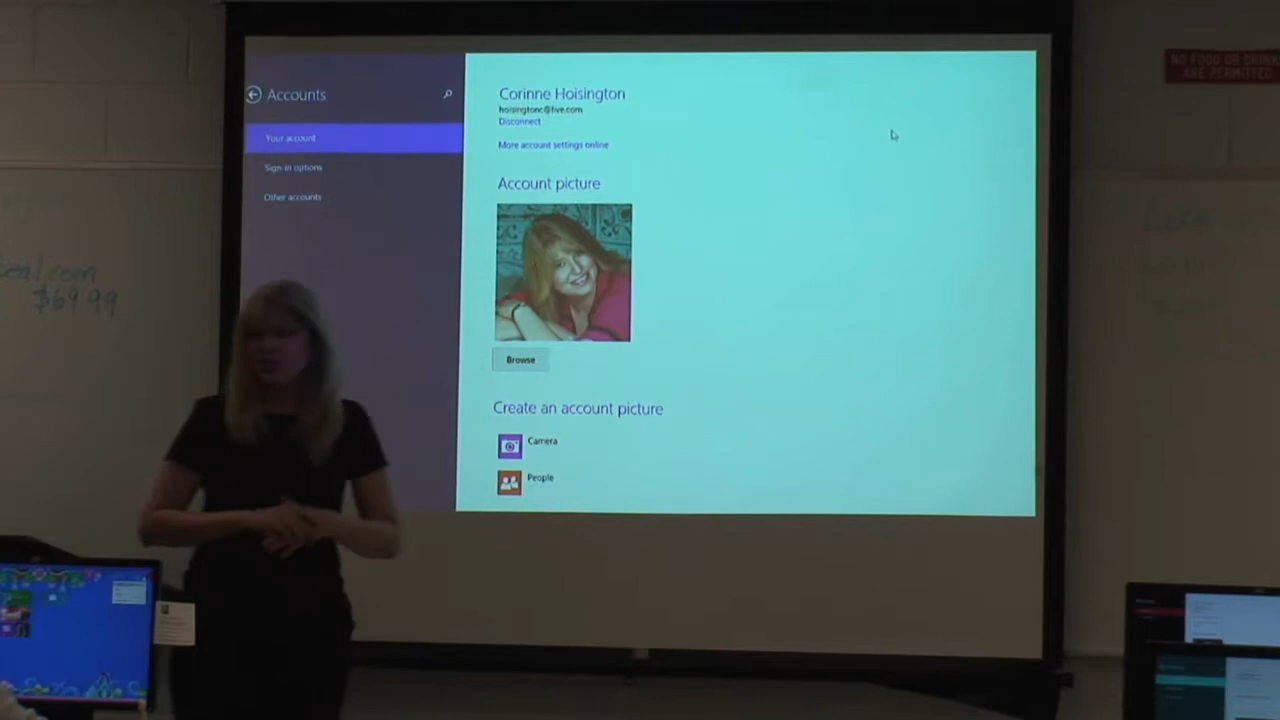 Accounts
Your account
Sign-in options
Other accounts
Corinne Hoisington
hoisingtonc@live.com
Disconnect
More account settings online
Account picture
Browse
Create an account picture
Camera
People
NO FOOD OR DRINK
ARE PERMITTED
$69.99